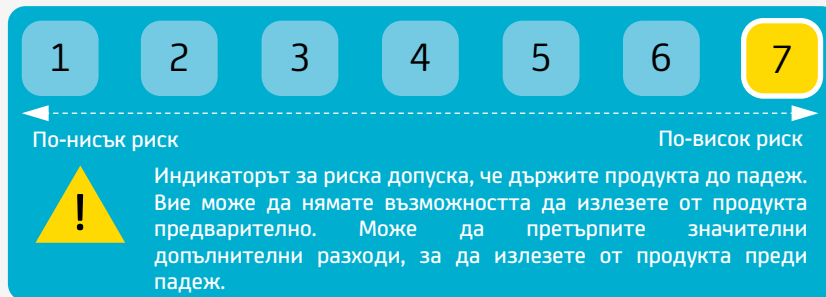 1 2 3 4 5 6 7
По-нисък риск По-висок риск
! Индикаторът за риска допуска, че държите продукта до падеж.
Вие може да нямате възможността да излезете от продукта
предварително. Може да претърпите значителни
допълнителни разходи, за да излезете от продукта преди
падеж.